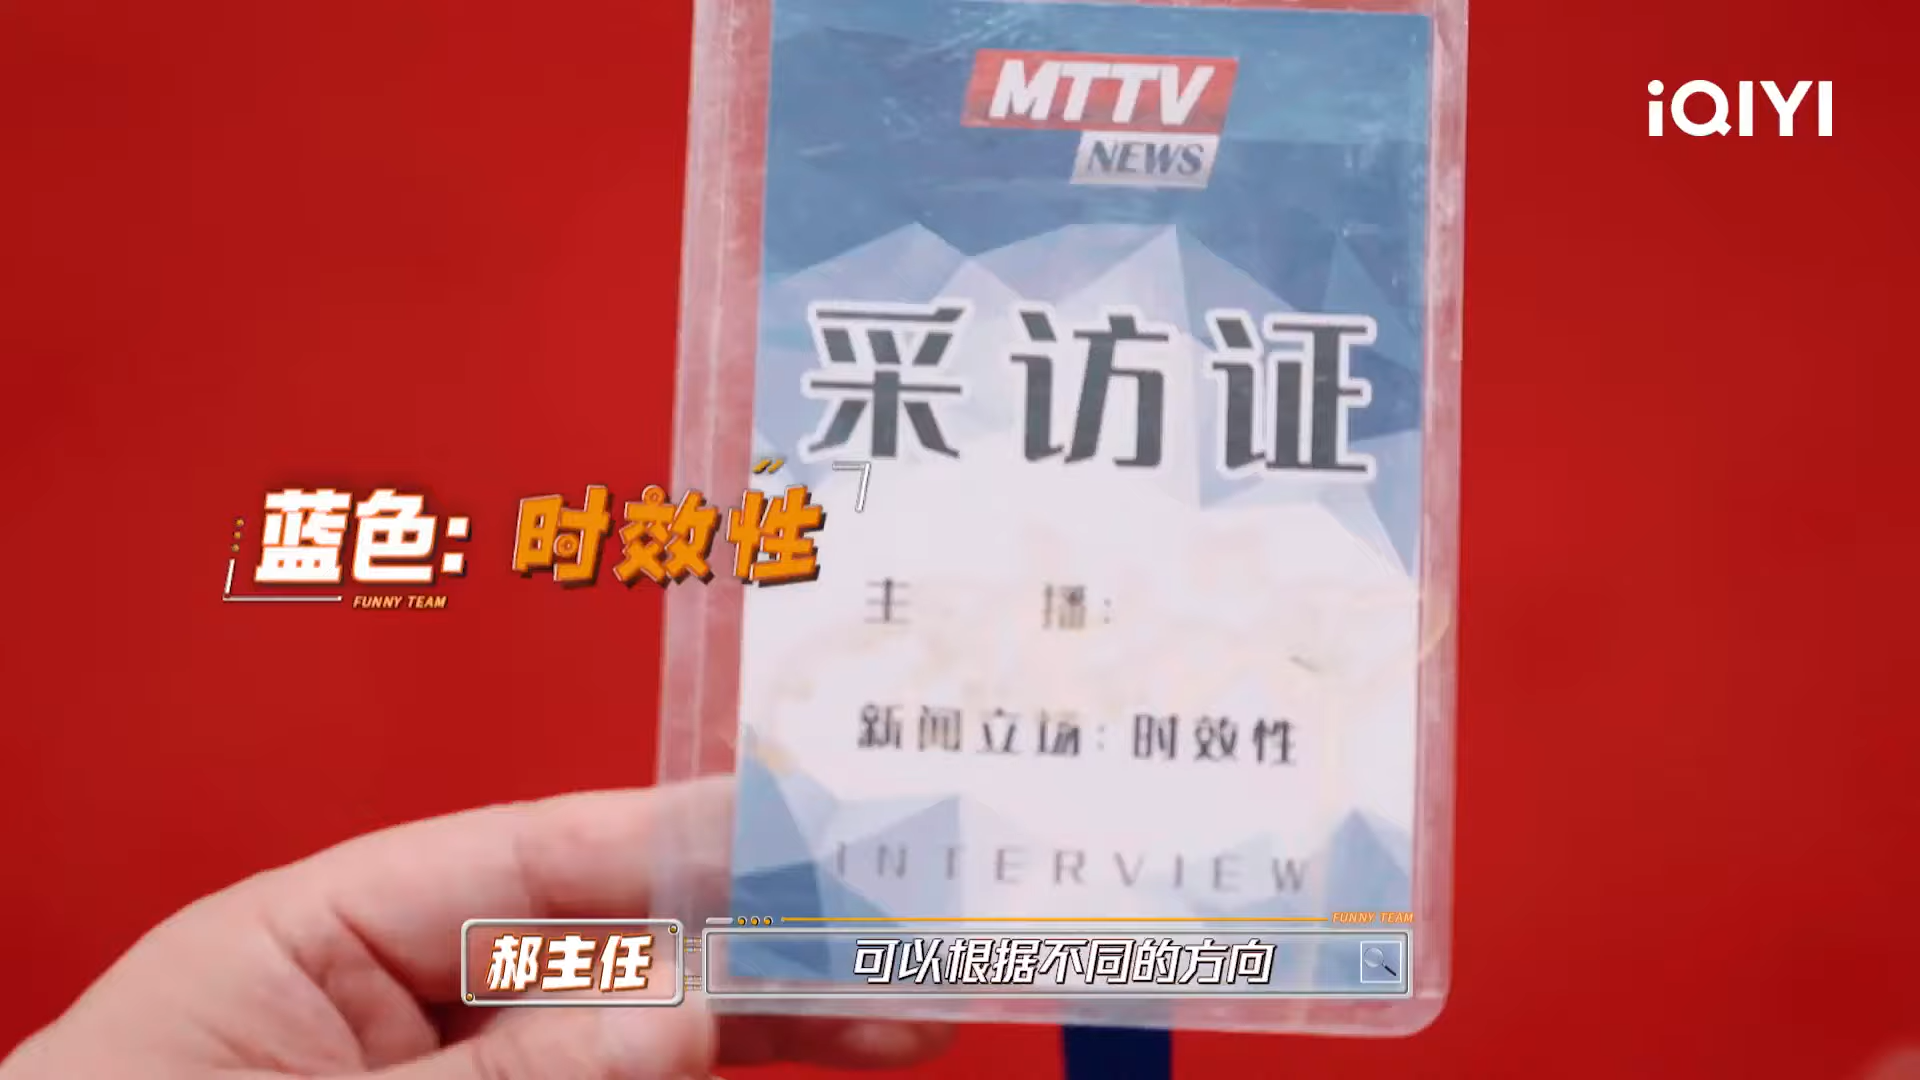 MTTV
NEWS
iQIYI
采访证
蓝色：时效性
FUNNY TEAM
主 播：
新闻立场：时效性
INTERVIEW
FUNNY TEAM
郝主任
可以根据不同的方向